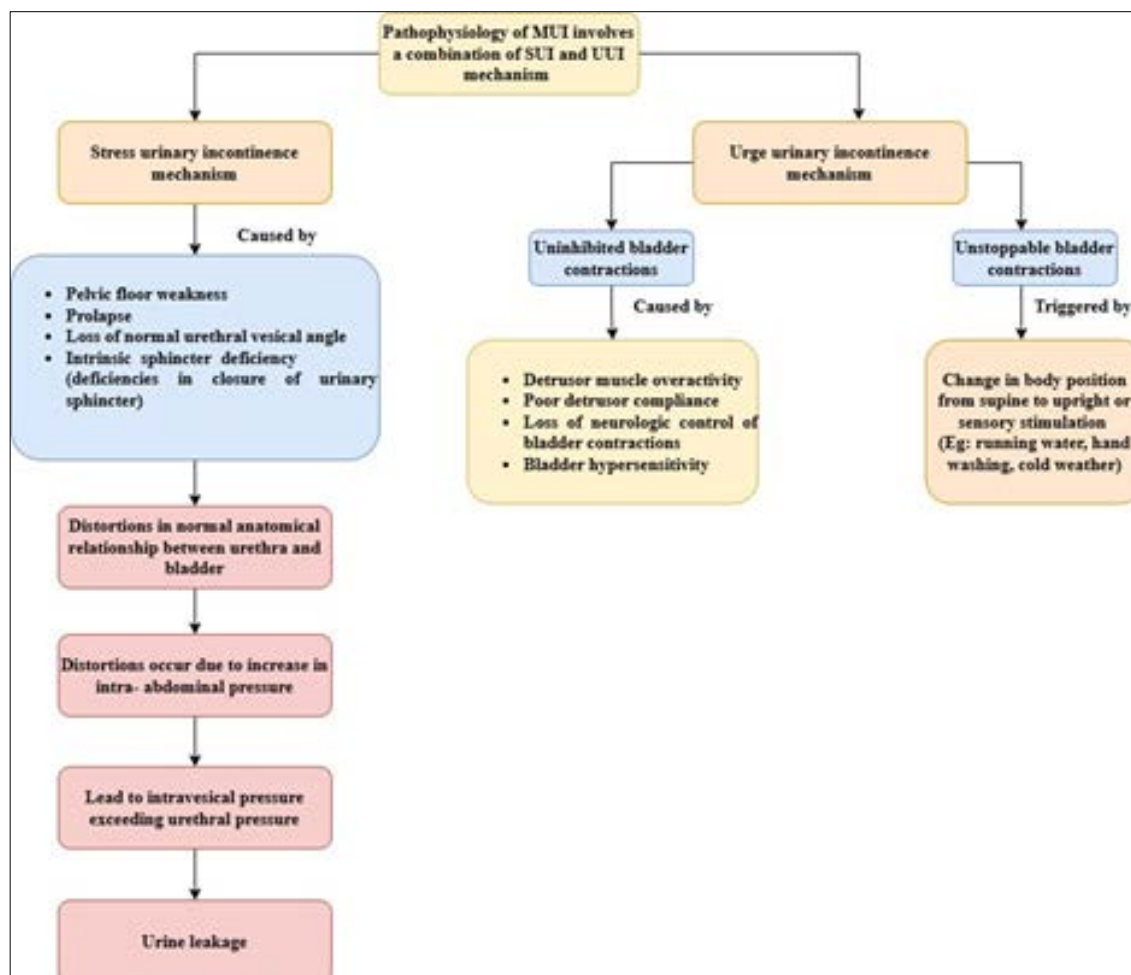 Pathophysiology of MUI involves
a combination of SUI and UUI
mechanism
Stress urinary incontinence
mechanism
Urge urinary incontinence
mechanism
Caused by
• Pelvic floor weakness
• Prolapse
• Loss of normal urethral vesical angle
• Intrinsic sphincter deficiency
(deficiencies in closure of urinary
sphincter)
Distortions in normal anatomical
relationship between urethra and
bladder
Distortions occur due to increase in
intra- abdominal pressure
Lead to intravesical pressure
exceeding urethral pressure
Urine leakage
Uninhibited bladder
contractions
Caused by
• Detrusor muscle overactivity
• Poor detrusor compliance
• Loss of neurologic control of
bladder contractions
• Bladder hypersensitivity
Unstoppable bladder
contractions
Triggered by
Change in body position
from supine to upright or
sensory stimulation
(Eg: running water, hand
washing, cold weather)